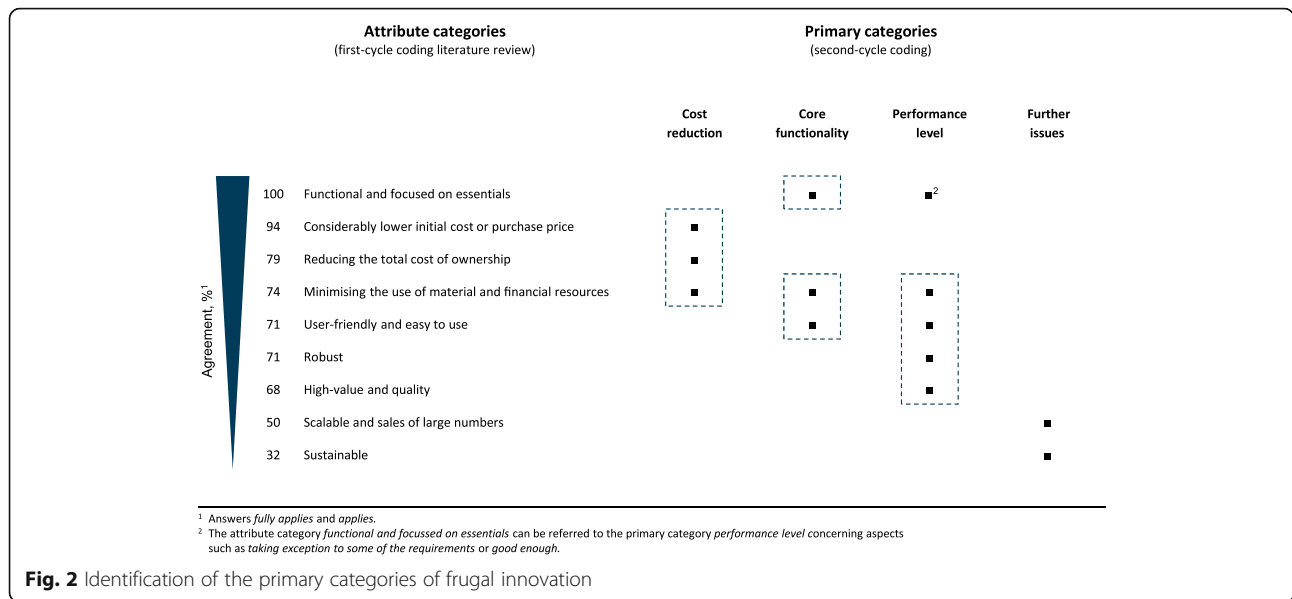 Attribute categories
(first-cycle coding literature review)
Primary categories
(second-cycle coding)
Cost
reduction
Core
functionality
Performance
level
Further
issues
Agreement, %1
100 Functional and focused on essentials
2
94 Considerably lower initial cost or purchase price
79 Reducing the total cost of ownership
74 Minimising the use of material and financial resources
71 User-friendly and easy to use
71 Robust
68 High-value and quality
50 Scalable and sales of large numbers
32 Sustainable
1 Answers fully applies and applies.
2 The attribute category functional and focussed on essentials can be referred to the primary category performance level concerning aspects
such as taking exception to some of the requirements or good enough.
Fig. 2 Identification of the primary categories of frugal innovation